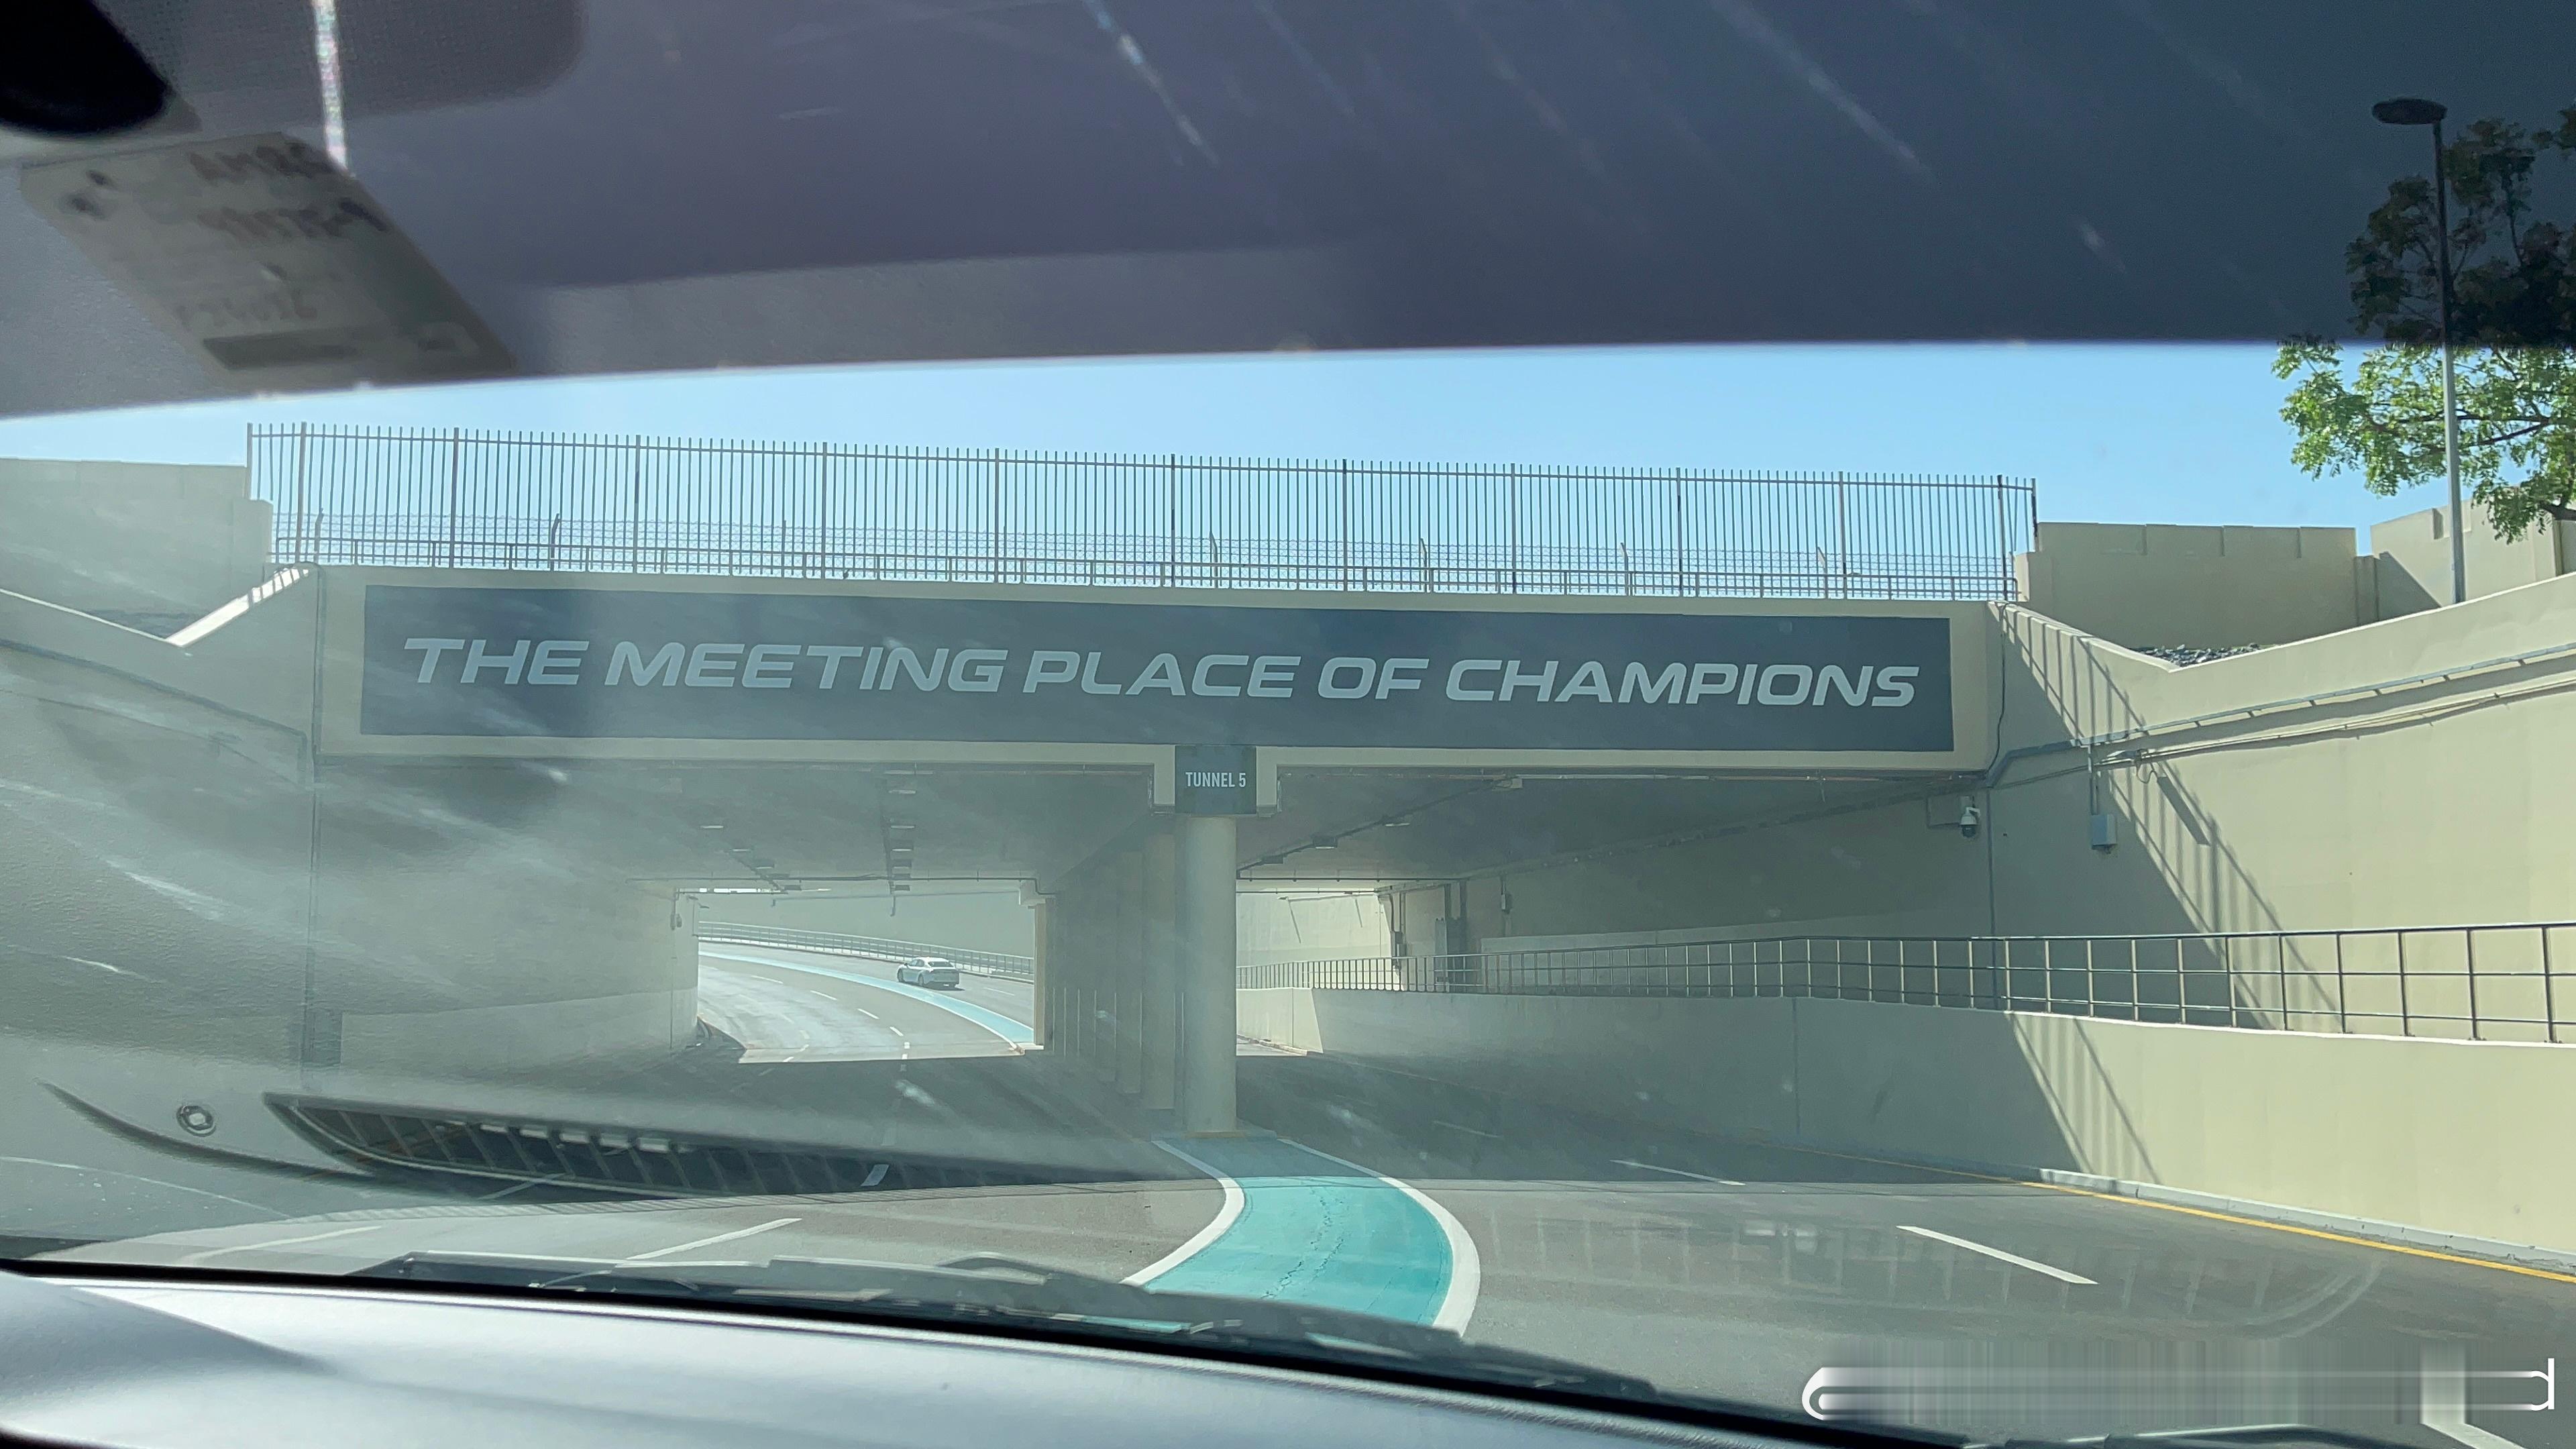 THE MEETING PLACE OF CHAMPIONS
TUNNEL 5